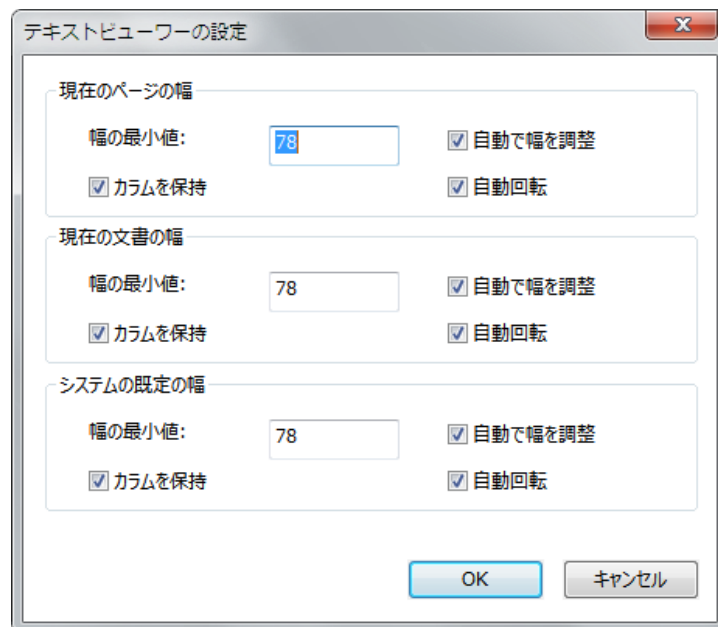 テキストビューワーの設定
現在のページの幅
幅の最小値: 78 自動で幅を調整
カラムを保持 自動回転
現在の文書の幅
幅の最小値: 78 自動で幅を調整
カラムを保持 自動回転
システムの既定の幅
幅の最小値: 78 自動で幅を調整
カラムを保持 自動回転
OK キャンセル